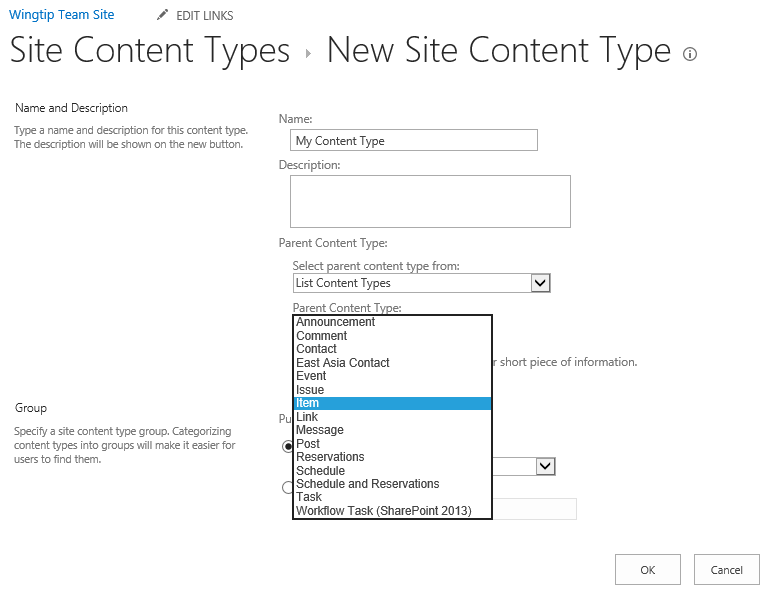 Wingtip Team Site
EDIT LINKS
Site Content Types ▸ New Site Content Type
Name and Description
Type a name and description for this content type.
The description will be shown on the new button.
Name:
My Content Type
Description:
Parent Content Type:
Select parent content type from:
List Content Types
Parent Content Type:
Announcement
Comment
Contact
East Asia Contact
Event
Issue
Item
Link
Message
Post
Reservations
Schedule
Schedule and Reservations
Task
Workflow Task (SharePoint 2013)
r short piece of information.
Group
Specify a site content type group. Categorizing
content types into groups will make it easier for
users to find them.
Pu
OK
Cancel